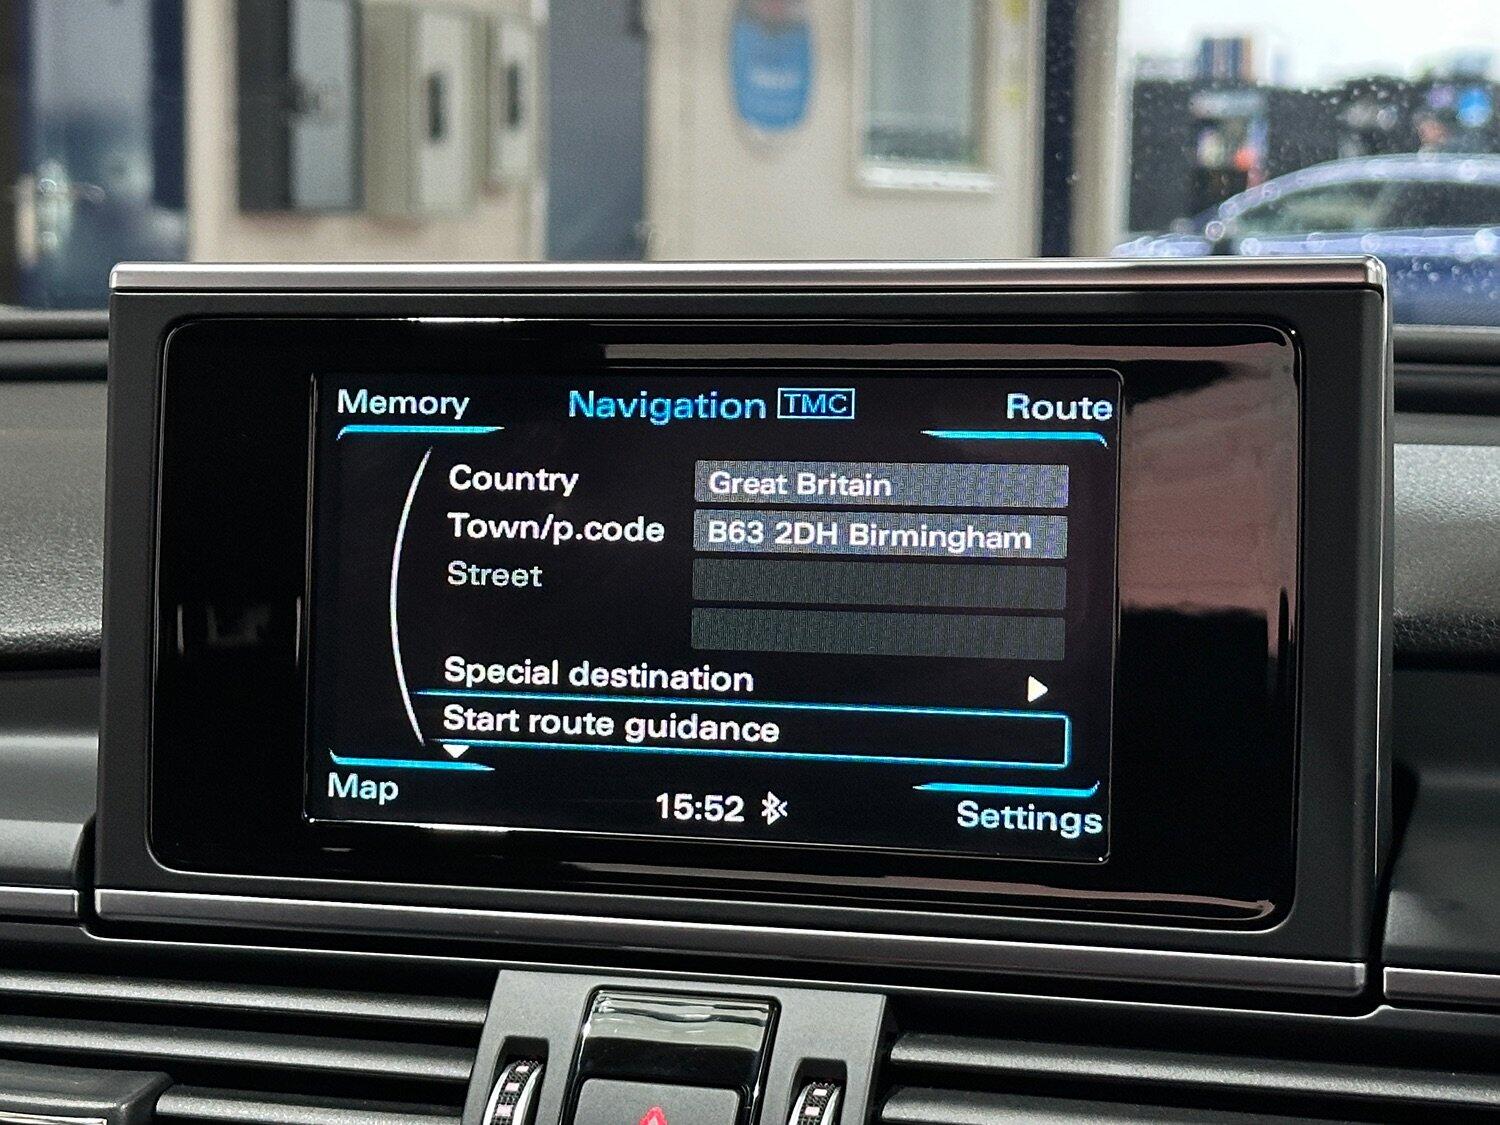 Memory Navigation TMC Route
Country Great Britain
Town/p.code B63 2DH Birmingham
Street
Special destination
Start route guidance
Map 15:52 Settings